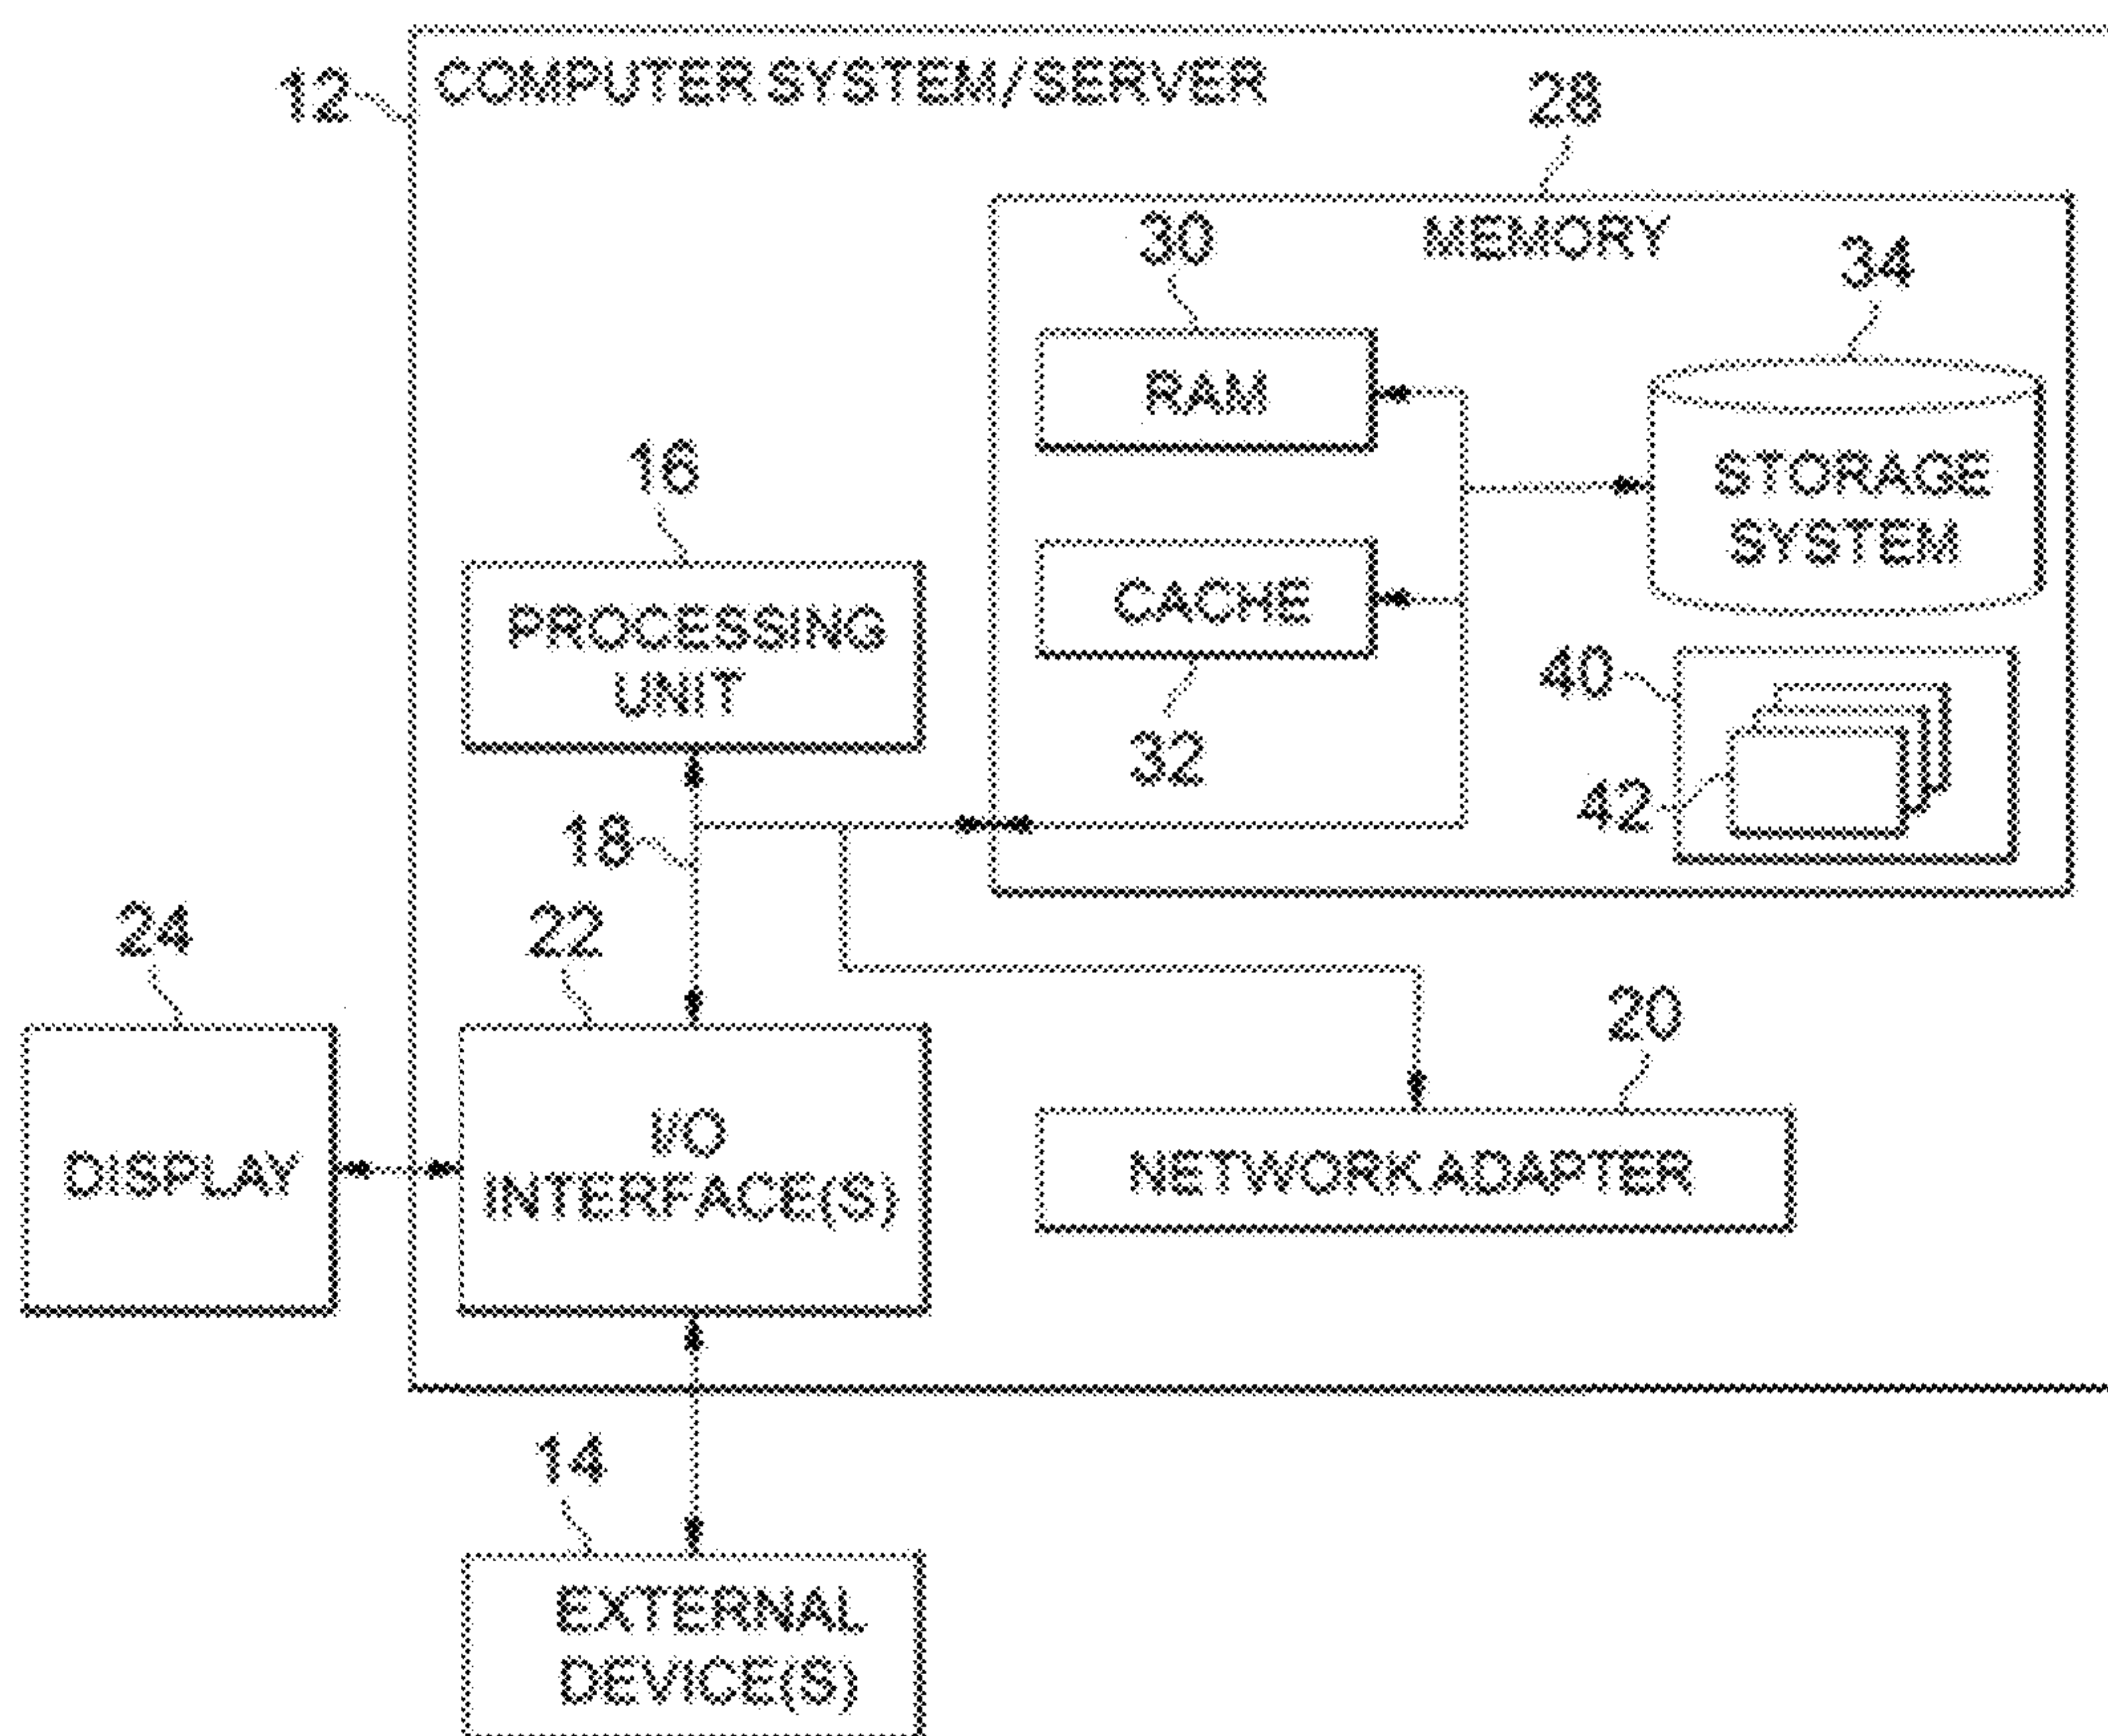 12
COMPUTER SYSTEM/SERVER
28
MEMORY
30
34
RAM
STORAGE
SYSTEM
16
PROCESSING
UNIT
CACHE
32
40
42
18
22
24
20
DISPLAY
I/O
INTERFACE(S)
NETWORK ADAPTER
14
EXTERNAL
DEVICE(S)